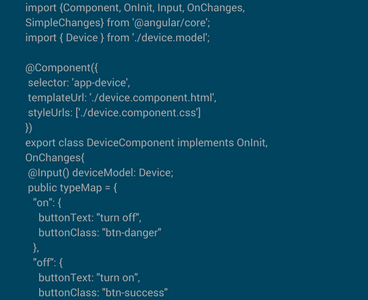 import {Component, OnInit, Input, OnChanges,
SimpleChanges} from '@angular/core';
import { Device } from './device.model';

@Component({
 selector: 'app-device',
 templateUrl: './device.component.html',
 styleUrls: ['./device.component.css']
})
export class DeviceComponent implements OnInit,
OnChanges{
 @Input() deviceModel: Device;
 public typeMap = {
  "on": {
    buttonText: "turn off",
    buttonClass: "btn-danger"
  },
  "off": {
    buttonText: "turn on",
    buttonClass: "btn-success"